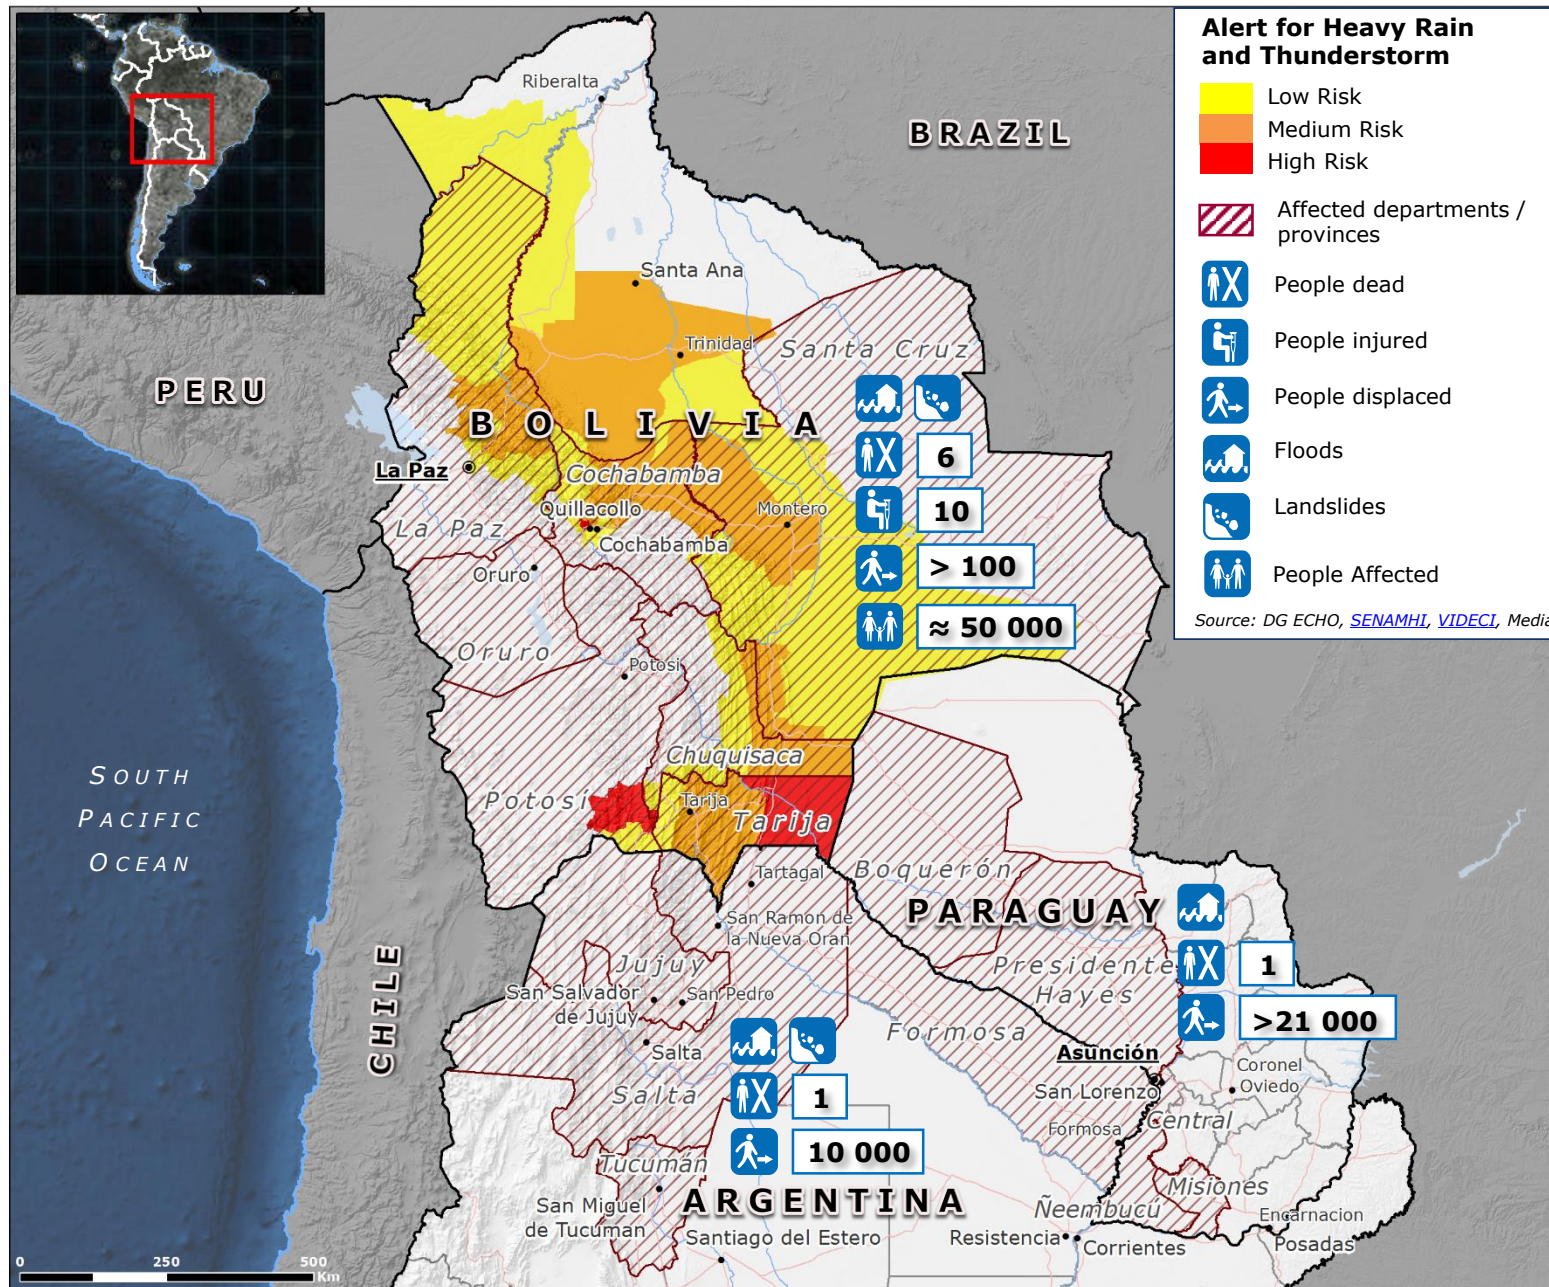 Alert for Heavy Rain
and Thunderstorm
Low Risk
Medium Risk
High Risk
Affected departments /
provinces
People dead
People injured
People displaced
Floods
Landslides
People Affected
Source: DG ECHO, SENAMHI, VIDECI, Media
BRAZIL
PERU
BOLIVIA
PARAGUAY
ARGENTINA
CHILE
SOUTH
PACIFIC
OCEAN
Riberalta
Santa Ana
Trinidad
Santa Cruz
6
10
> 100
≈ 50 000
La Paz
Cochabamba
Quillacollo
Montero
La Paz
Cochabamba
Oruro
Oruro
Potosi
Chuquisaca
Potosí
Tarija
Tarija
Boquerón
Tartagal
San Ramon de
la Nueva Oran
Jujuy
San Salvador
de Jujuy
San Pedro
Presidente
Hayes
1
>21 000
Formosa
Salta
Asunción
Coronel
Oviedo
San Lorenzo
Salta
1
Central
Formosa
10 000
Tucumán
San Miguel
de Tucuman
Misiones
Ñeembucú
Encarnacion
Santiago del Estero
Resistencia
Corrientes
Posadas
0 250 500
Km